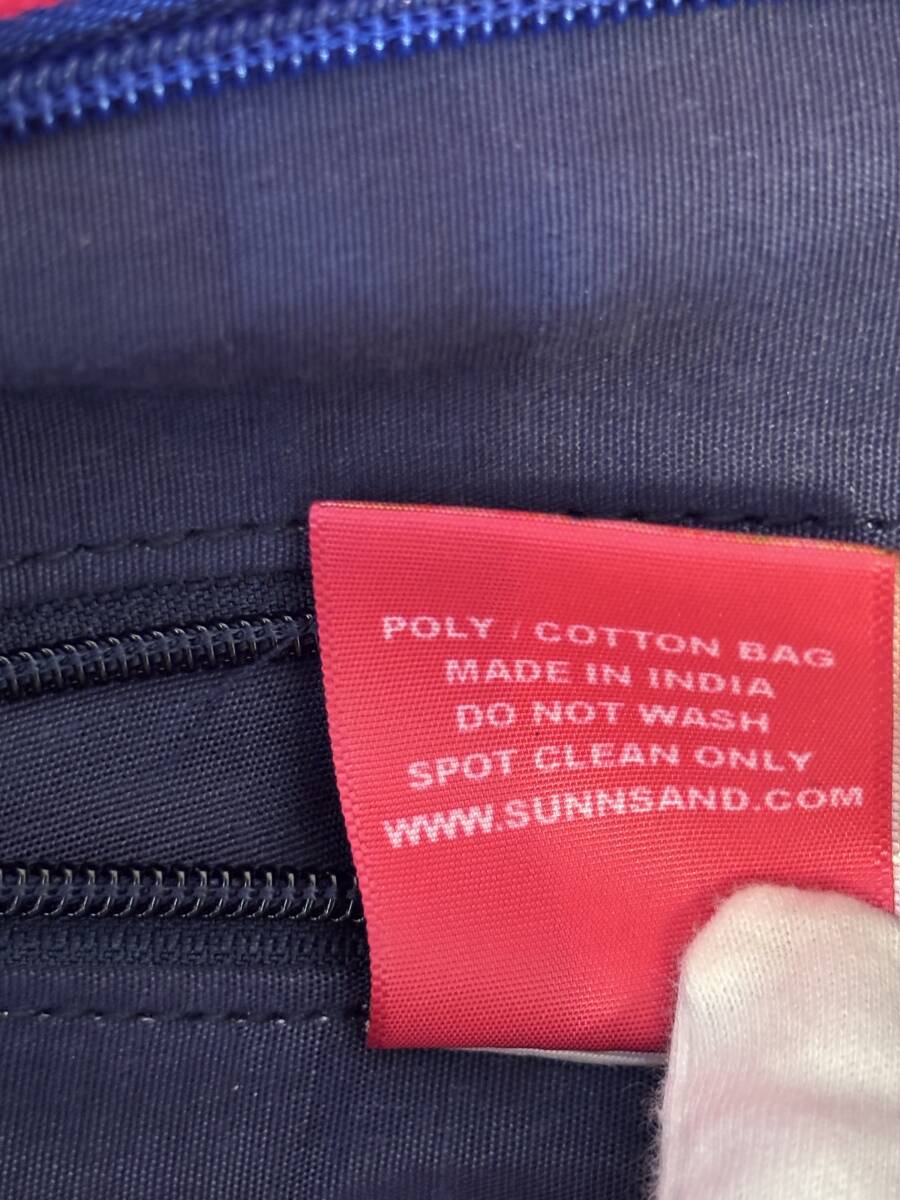 POLY / COTTON BAG
MADE IN INDIA
DO NOT WASH
SPOT CLEAN ONLY
WWW.SUNNSAND.COM